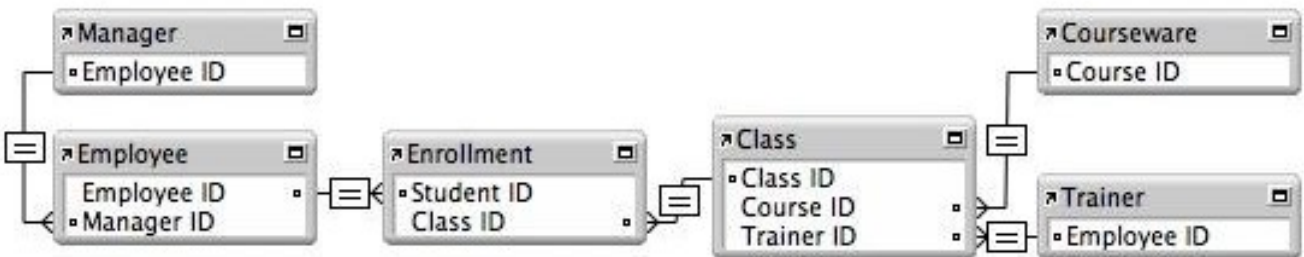 Manager
Employee ID
Employee
Employee ID
Manager ID
Enrollment
Student ID
Class ID
Class
Class ID
Course ID
Trainer ID
Courseware
Course ID
Trainer
Employee ID